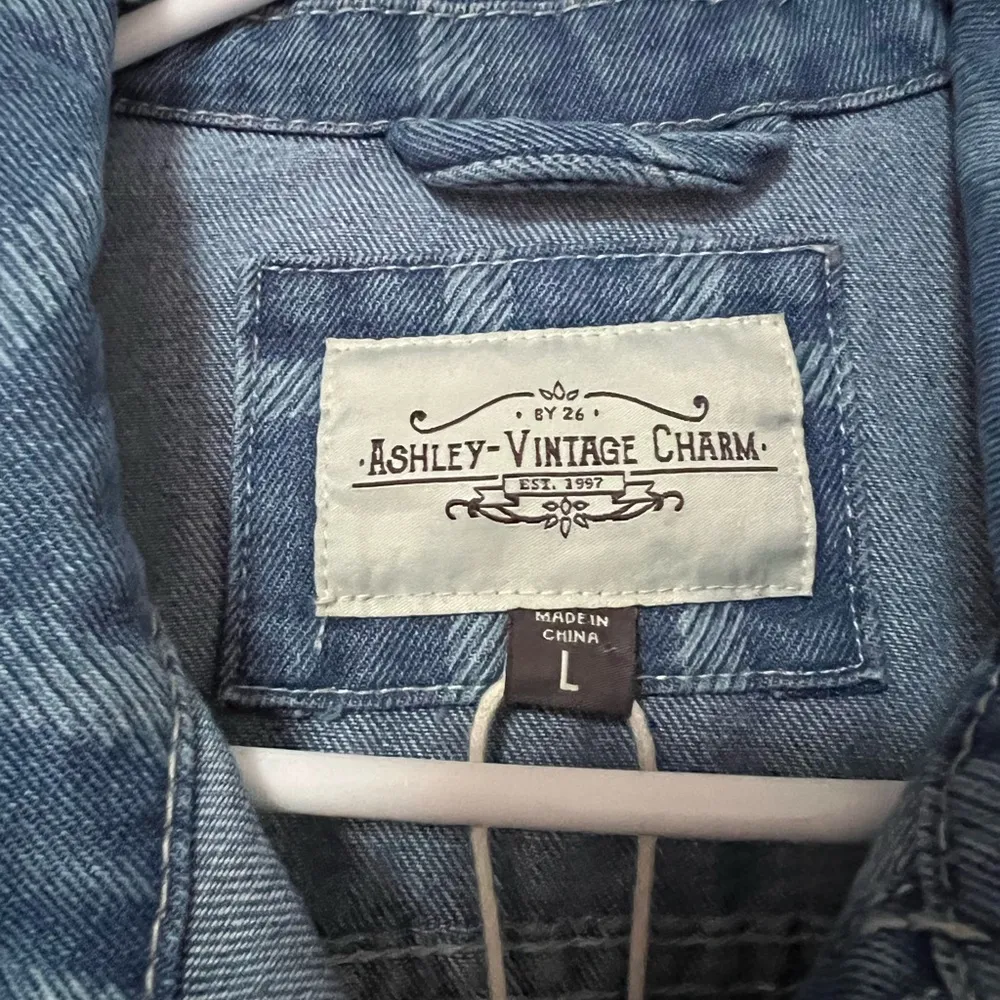 • BY 26 •
·ASHLEY-VINTAGE CHARM·
EST. 1997
MADE IN
CHINA
L